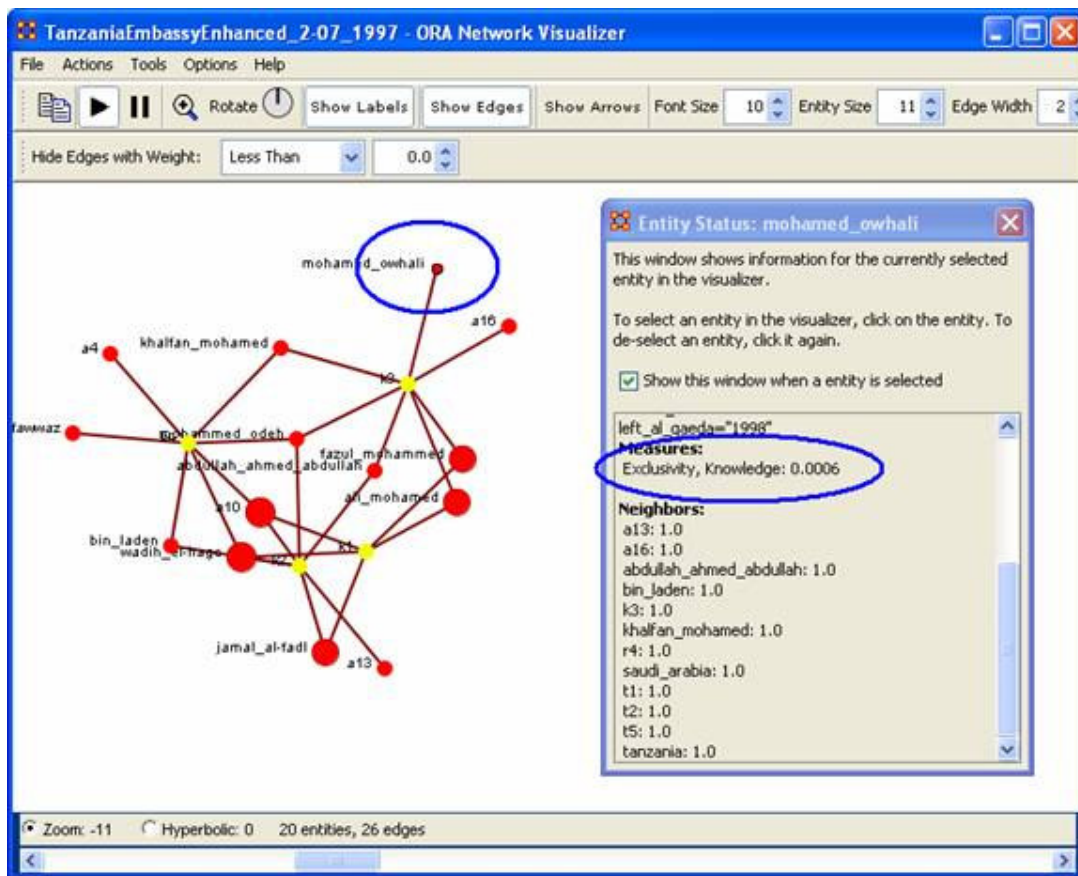 TanzaniaEmbassyEnhanced_2-07_1997 - ORA Network Visualizer
File Actions Tools Options Help
Rotate Show Labels Show Edges Show Arrows Font Size 10 Entity Size 11 Edge Width 2
Hide Edges with Weight: Less Than 0.0
mohamed_owhali
a16
khalfan_mohamed
a4
k3
fawwaz
mohammed_odeh
fazul_mohammed
abdullah_ahmed_abdullah
ali_mohamed
a10
bin_laden
k1
wadih_el-hage
k2
jamal_al-fadl
a13
Entity Status: mohamed_owhali
This window shows information for the currently selected
entity in the visualizer.
To select an entity in the visualizer, click on the entity. To
de-select an entity, click it again.
Show this window when a entity is selected
left_al_qaeda="1998"
Measures:
Exclusivity, Knowledge: 0.0006
Neighbors:
a13: 1.0
a16: 1.0
abdullah_ahmed_abdullah: 1.0
bin_laden: 1.0
k3: 1.0
khalfan_mohamed: 1.0
r4: 1.0
saudi_arabia: 1.0
t1: 1.0
t2: 1.0
t5: 1.0
tanzania: 1.0
Zoom: -11 Hyperbolic: 0 20 entities, 26 edges